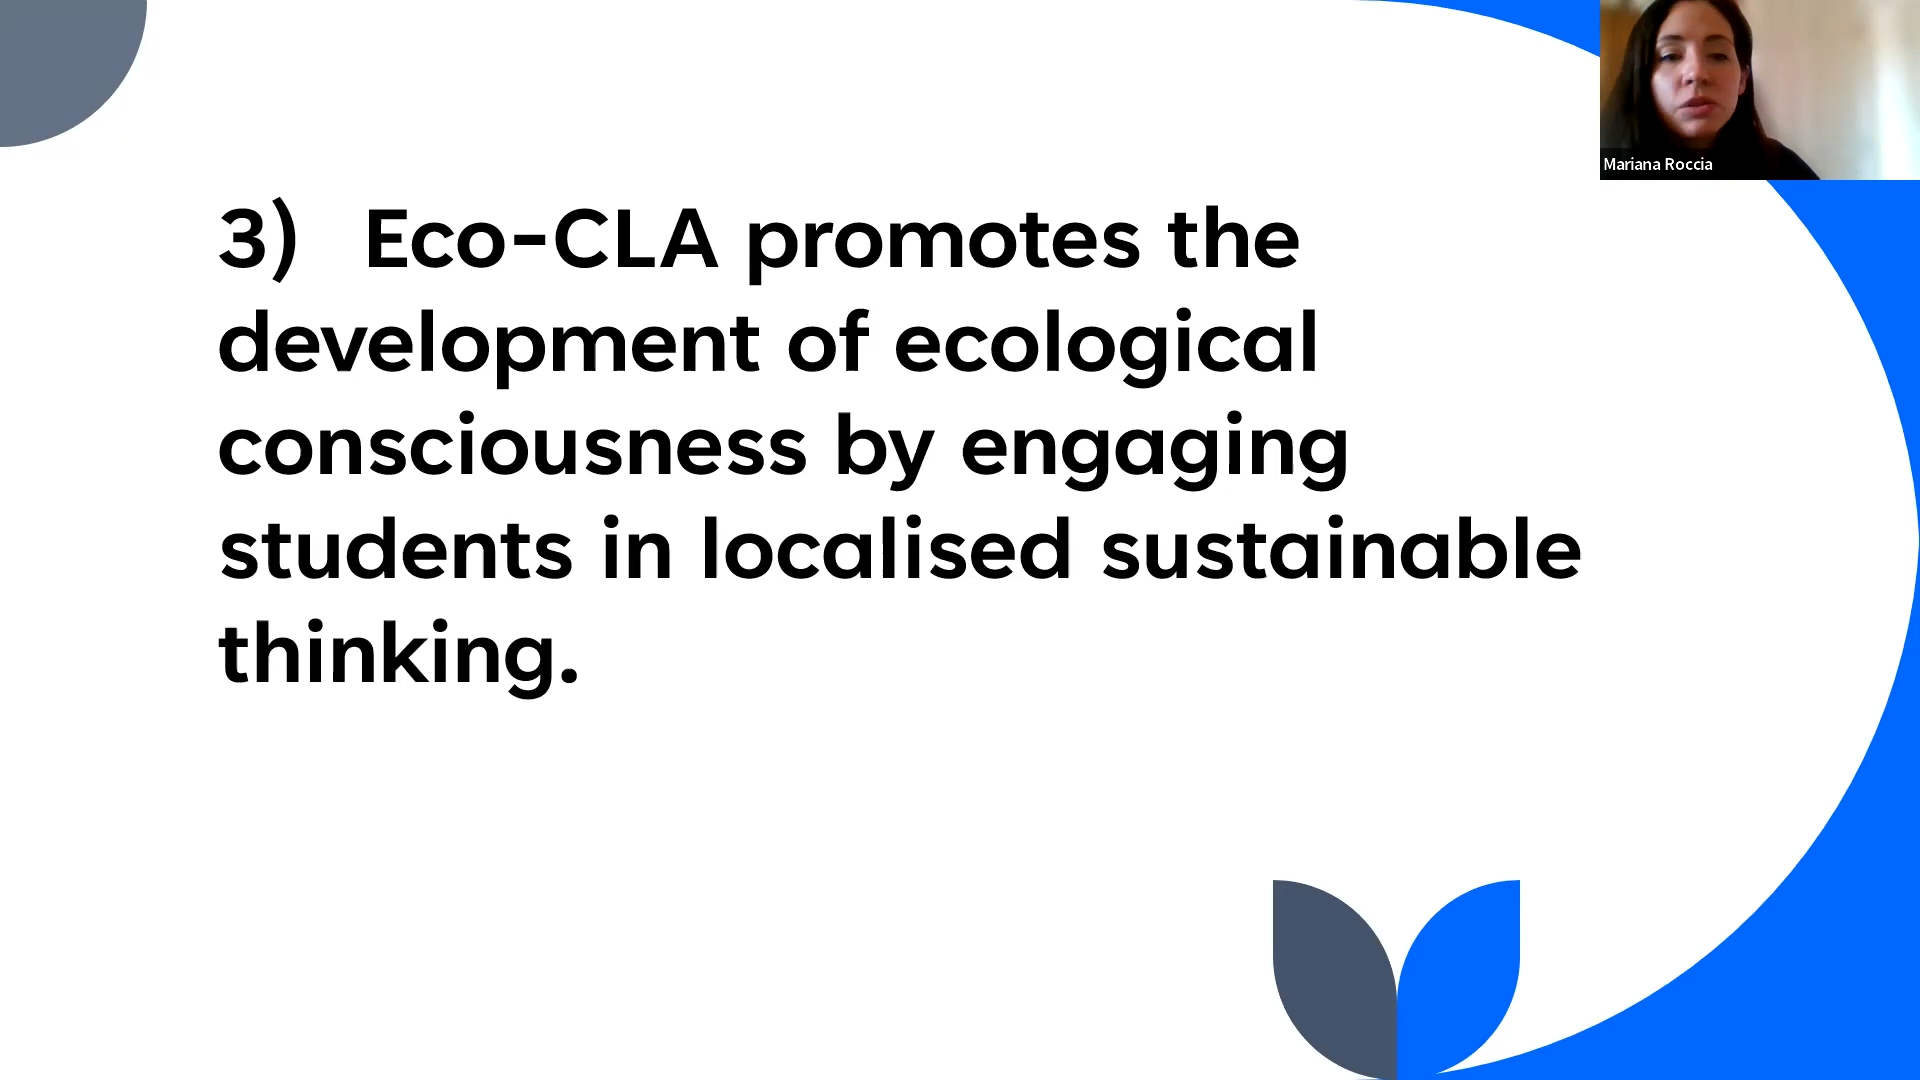 Mariana Roccia
3) Eco-CLA promotes the
development of ecological
consciousness by engaging
students in localised sustainable
thinking.